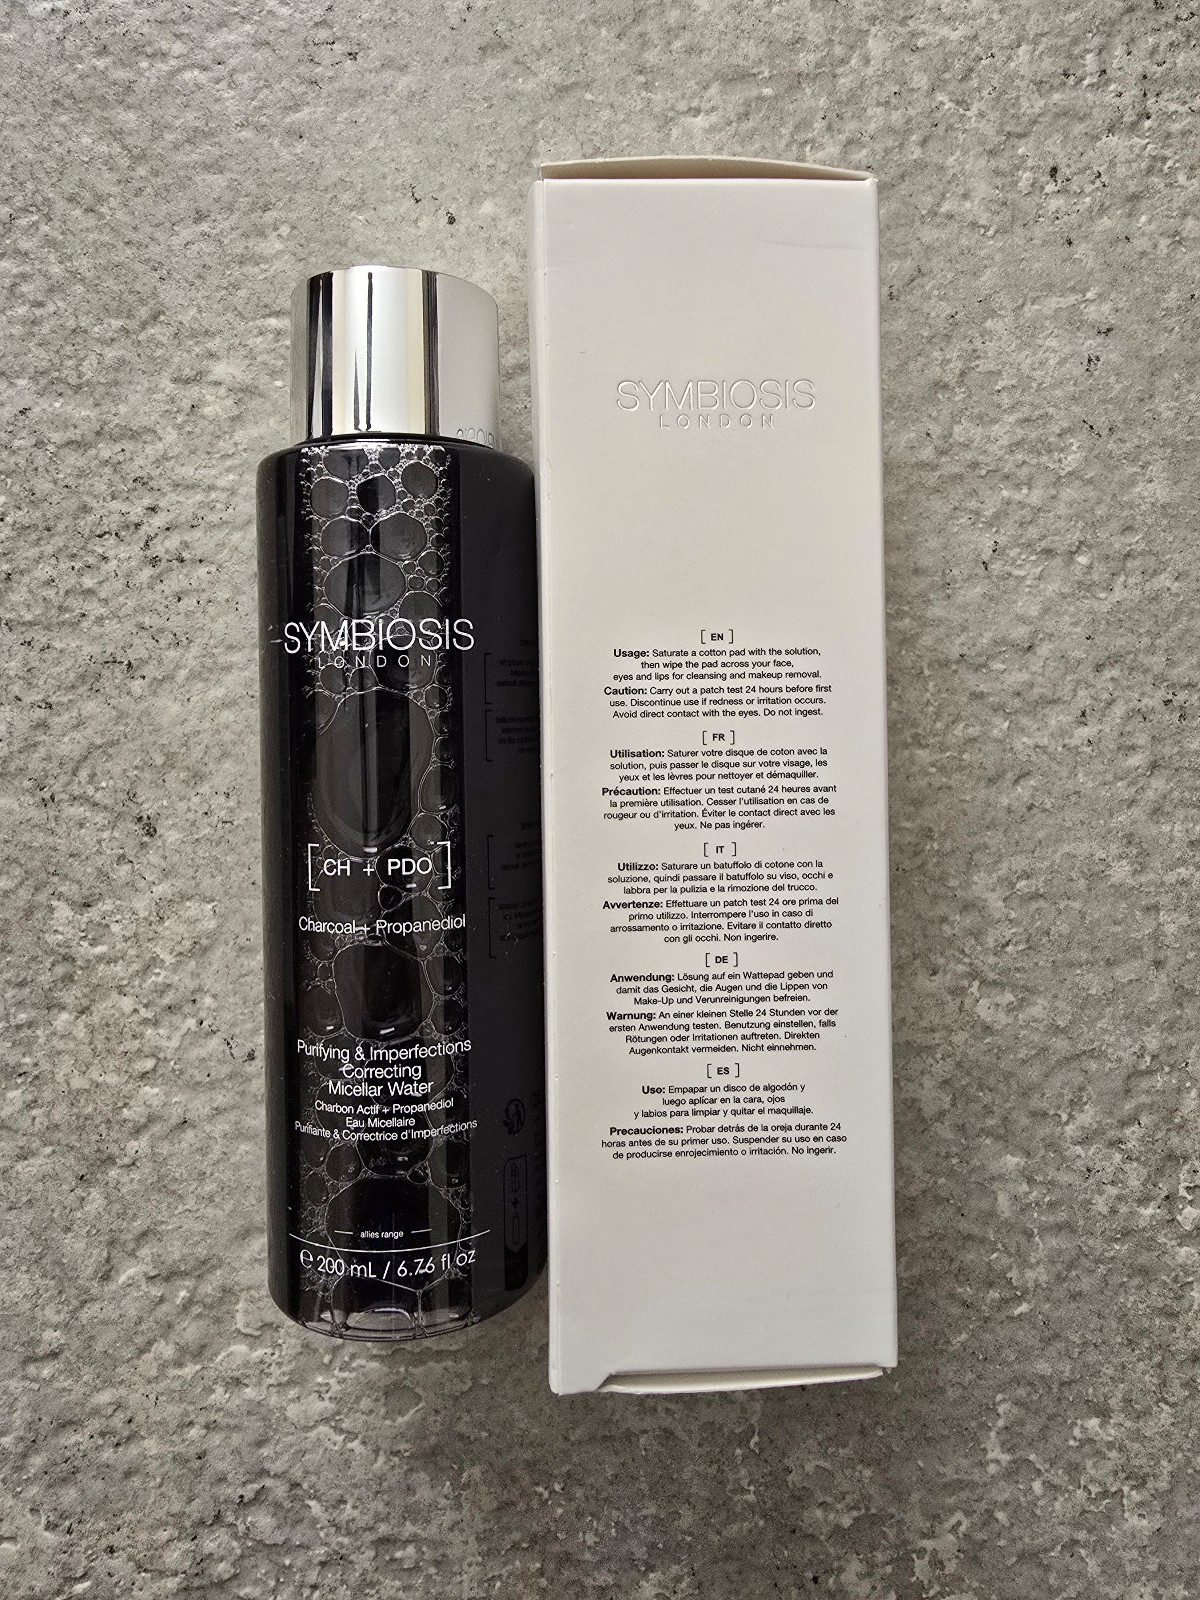 SYMBIOSIS
LONDON
[ CH + PDO ]
Charcoal + Propanediol
Purifying & Imperfections
Correcting
Micellar Water
Charbon Actif + Propanediol
Eau Micellaire
Purifiante & Correctrice d'Imperfections
allies range
e 200 mL / 6.76 fl oz
SYMBIOSIS
LONDON
[ EN ]
Usage: Saturate a cotton pad with the solution,
then wipe the pad across your face,
eyes and lips for cleansing and makeup removal.
Caution: Carry out a patch test 24 hours before first
use. Discontinue use if redness or irritation occurs.
Avoid direct contact with the eyes. Do not ingest.
[ FR ]
Utilisation: Saturer votre disque de coton avec la
solution, puis passer le disque sur votre visage, les
yeux et les lèvres pour nettoyer et démaquiller.
Précaution: Effectuer un test cutané 24 heures avant
la première utilisation. Cesser l'utilisation en cas de
rougeur ou d'irritation. Éviter le contact direct avec les
yeux. Ne pas ingérer.
[ IT ]
Utilizzo: Saturare un batuffolo di cotone con la
soluzione, quindi passare il batuffolo su viso, occhi e
labbra per la pulizia e la rimozione del trucco.
Avvertenze: Effettuare un patch test 24 ore prima del
primo utilizzo. Interrompere l'uso in caso di
arrossamento o irritazione. Evitare il contatto diretto
con gli occhi. Non ingerire.
[ DE ]
Anwendung: Lösung auf ein Wattepad geben und
damit das Gesicht, die Augen und die Lippen von
Make-Up und Verunreinigungen befreien.
Warnung: An einer kleinen Stelle 24 Stunden vor der
ersten Anwendung testen. Benutzung einstellen, falls
Rötungen oder Irritationen auftreten. Direkten
Augenkontakt vermeiden. Nicht einnehmen.
[ ES ]
Uso: Empapar un disco de algodón y
luego aplicar en la cara, ojos
y labios para limpiar y quitar el maquillaje.
Precauciones: Probar detrás de la oreja durante 24
horas antes de su primer uso. Suspender su uso en caso
de producirse enrojecimiento o irritación. No ingerir.